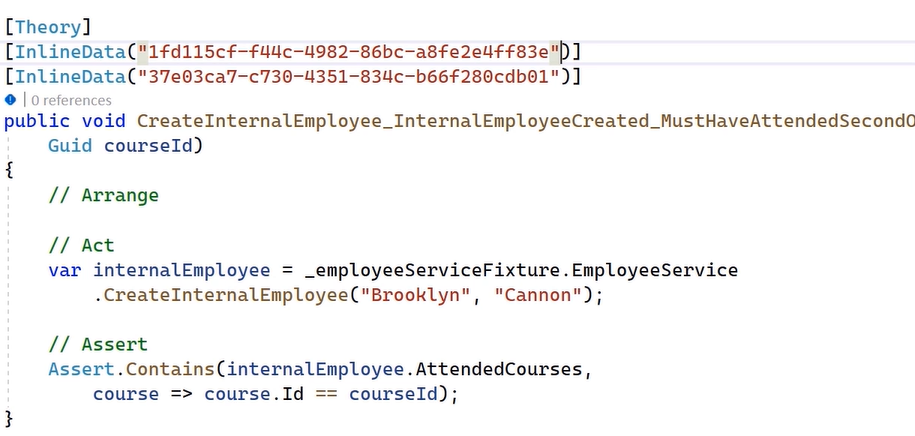 [Theory]
[InlineData("1fd115cf-f44c-4982-86bc-a8fe2e4ff83e")]
[InlineData("37e03ca7-c730-4351-834c-b66f280cdb01")]
0 references
public void CreateInternalEmployee_InternalEmployeeCreated_MustHaveAttendedSecondO
Guid courseId)
{
// Arrange
// Act
var internalEmployee = _employeeServiceFixture.EmployeeService
.CreateInternalEmployee("Brooklyn", "Cannon");
// Assert
Assert.Contains(internalEmployee.AttendedCourses,
course => course.Id == courseId);
}